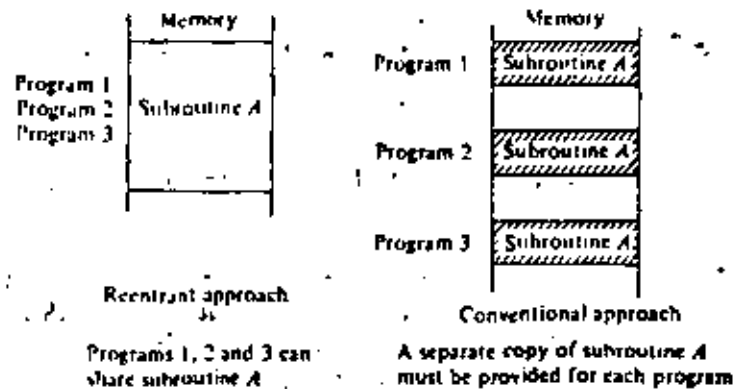 Memory
Program 1
Program 2
Program 3
Subroutine A
Reentrant approach
Programs 1, 2 and 3 can
share subroutine A
Memory
Program 1
Subroutine A
Program 2
Subroutine A
Program 3
Subroutine A
Conventional approach
A separate copy of subroutine A
must be provided for each program